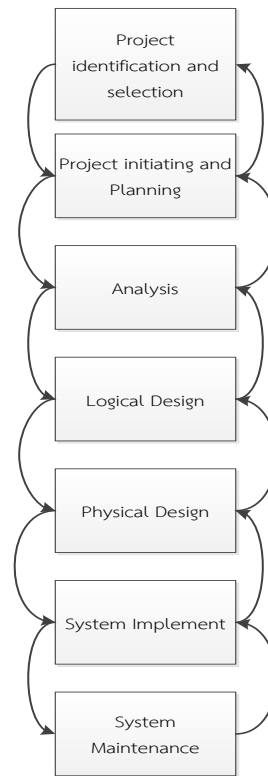 Project
identification and
selection
Project initiating and
Planning
Analysis
Logical Design
Physical Design
System Implement
System
Maintenance